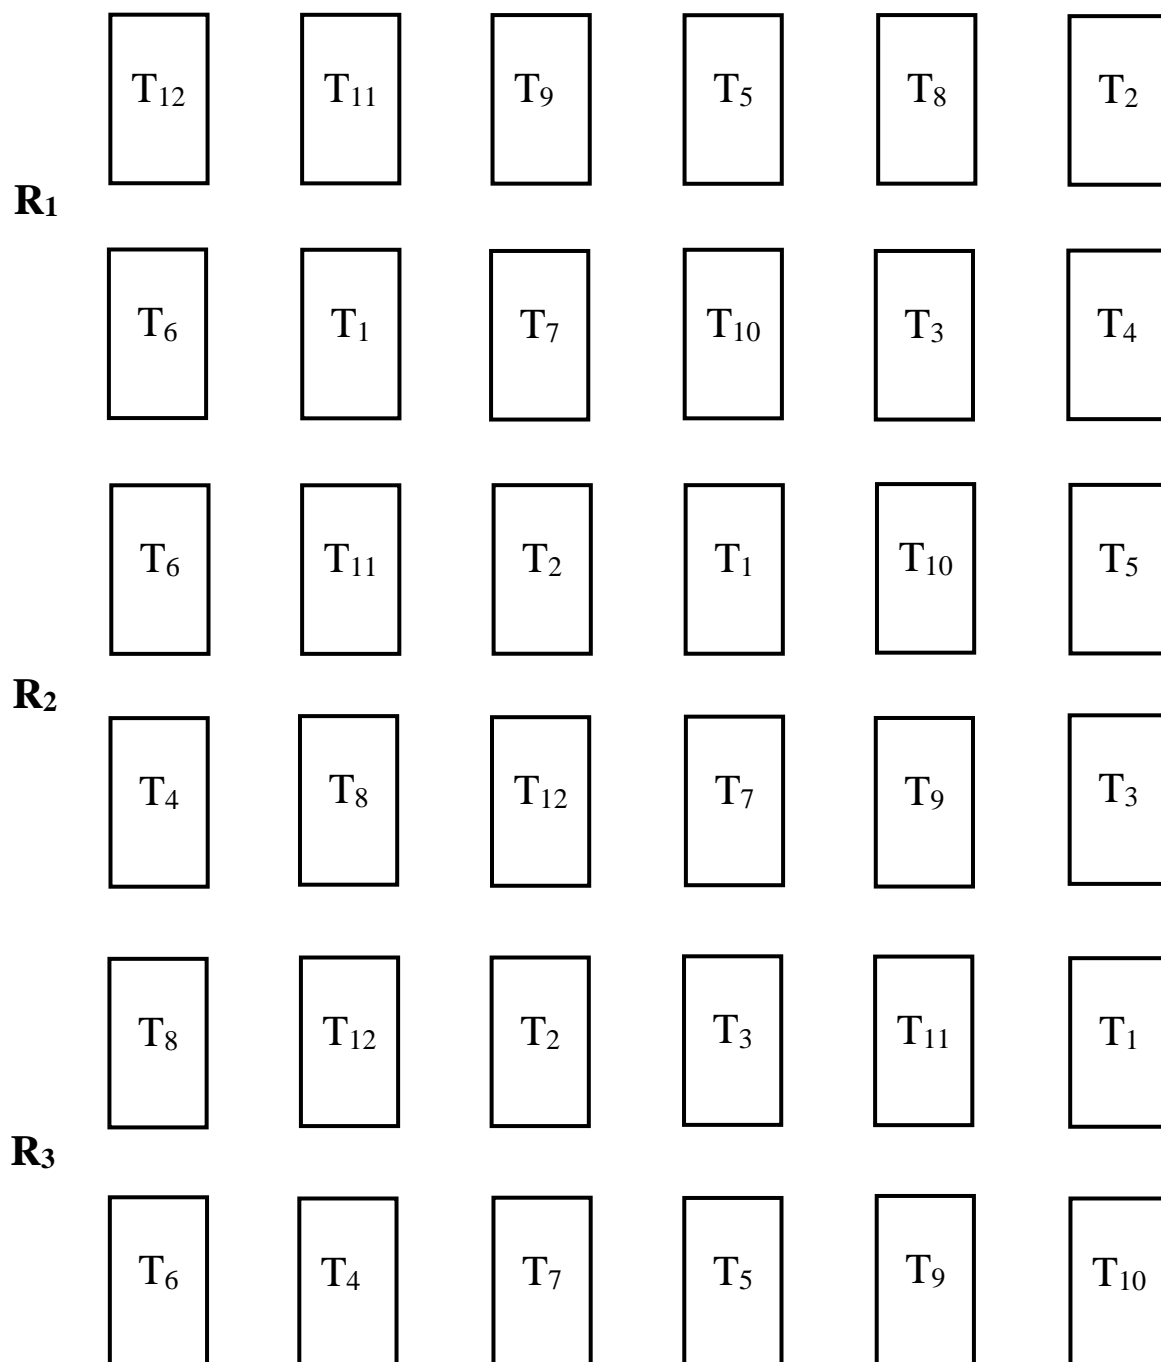 T12 T11 T9 T5 T8 T2
R1
T6 T1 T7 T10 T3 T4
T6 T11 T2 T1 T10 T5
R2
T4 T8 T12 T7 T9 T3
T8 T12 T2 T3 T11 T1
R3
T6 T4 T7 T5 T9 T10